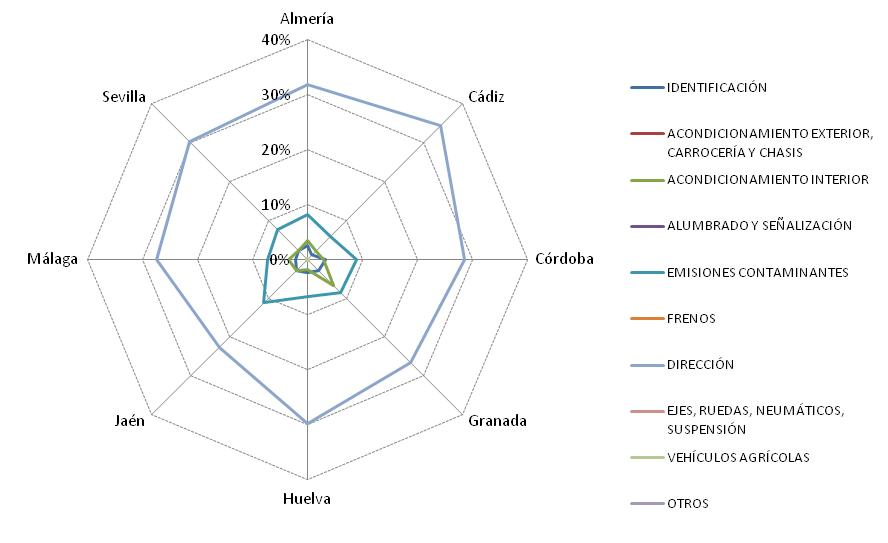 Almería
40%
Sevilla
30%
Cádiz
20%
10%
Málaga
0%
Córdoba
Jaén
Granada
Huelva
IDENTIFICACIÓN
ACONDICIONAMIENTO EXTERIOR,
CARROCERÍA Y CHASIS
ACONDICIONAMIENTO INTERIOR
ALUMBRADO Y SEÑALIZACIÓN
EMISIONES CONTAMINANTES
FRENOS
DIRECCIÓN
EJES, RUEDAS, NEUMÁTICOS,
SUSPENSIÓN
VEHÍCULOS AGRÍCOLAS
OTROS